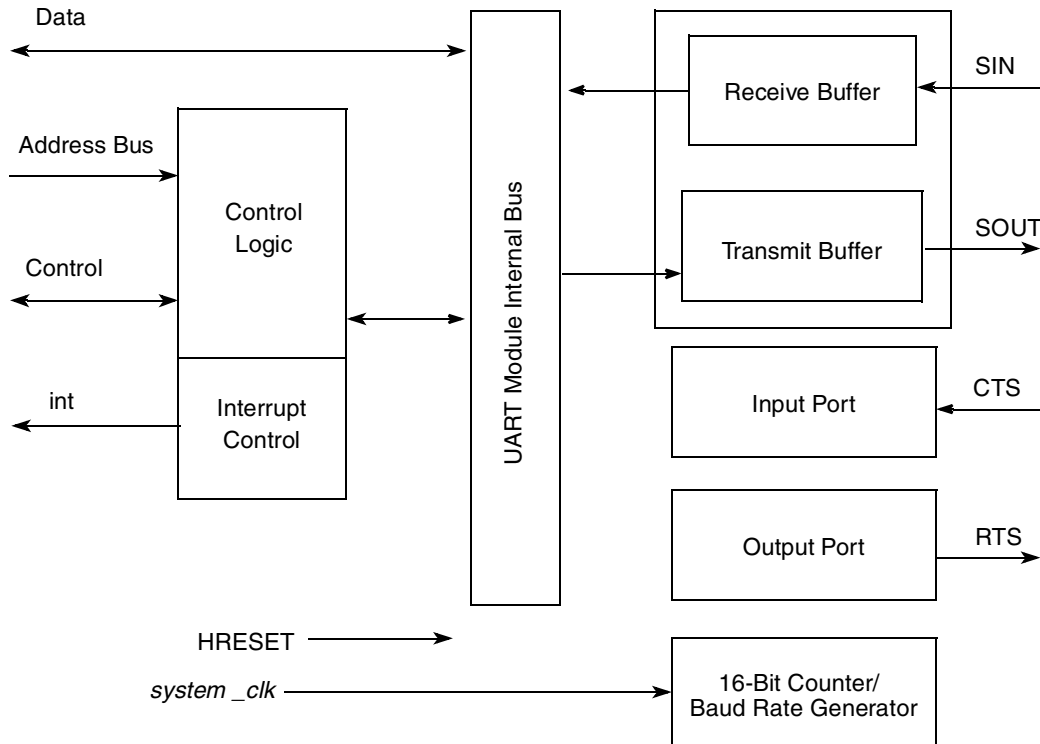 Data
Address Bus
Control
int
Control
Logic
Interrupt
Control
UART Module Internal Bus
Receive Buffer
SIN
Transmit Buffer
SOUT
Input Port
CTS
Output Port
RTS
HRESET
system _clk
16-Bit Counter/
Baud Rate Generator